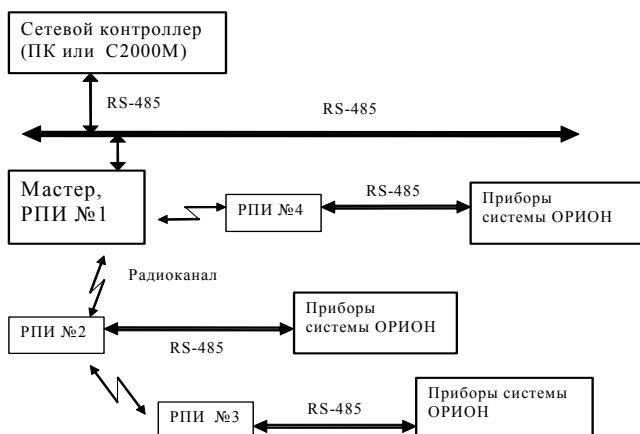 Сетевой контроллер
(ПК или С2000М)
RS-485
RS-485
Мастер,
РПИ №1
РПИ №4
RS-485
Приборы
системы ОРИОН
Радиоканал
РПИ №2
RS-485
Приборы
системы ОРИОН
РПИ №3
RS-485
Приборы системы
ОРИОН